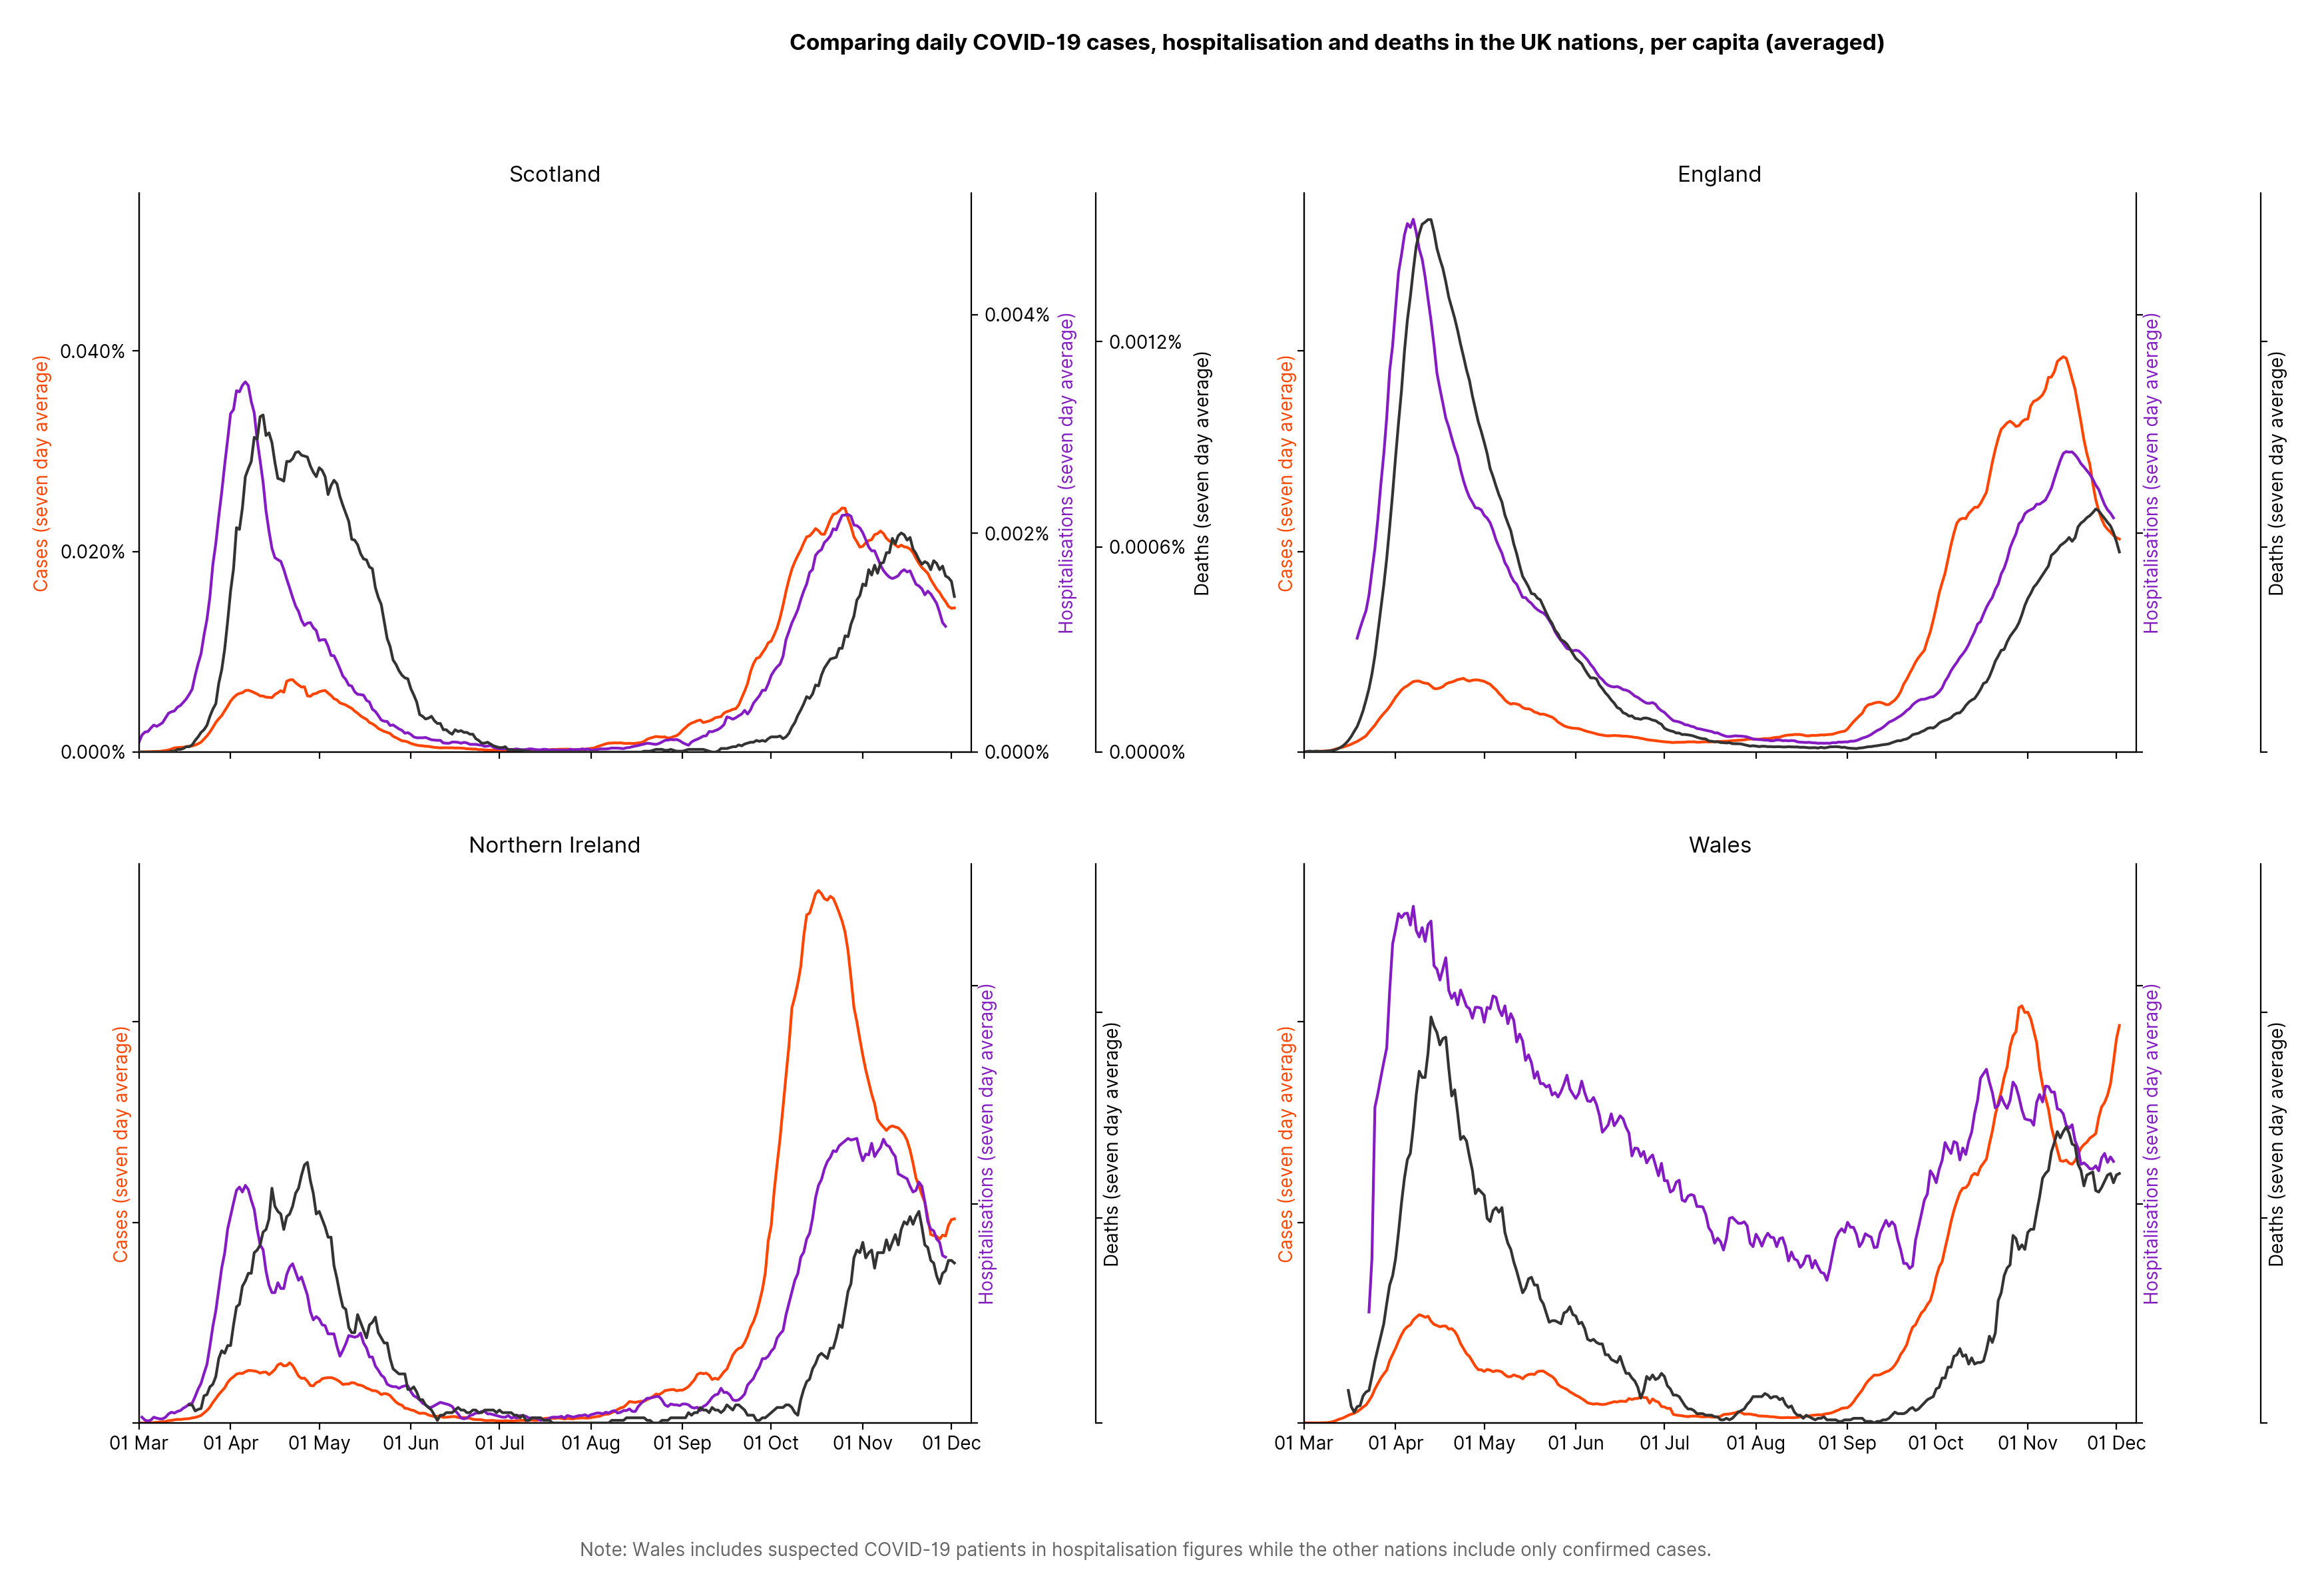 Comparing daily COVID-19 cases, hospitalisation and deaths in the UK nations, per capita (averaged)
Scotland
Cases (seven day average)
0.040%
0.020%
0.000%
0.004%
0.002%
0.000%
Hospitalisations (seven day average)
0.0012%
0.0006%
0.0000%
Deaths (seven day average)
England
Cases (seven day average)
Hospitalisations (seven day average)
Deaths (seven day average)
Northern Ireland
Cases (seven day average)
Hospitalisations (seven day average)
Deaths (seven day average)
01 Mar 01 Apr 01 May 01 Jun 01 Jul 01 Aug 01 Sep 01 Oct 01 Nov 01 Dec
Wales
Cases (seven day average)
Hospitalisations (seven day average)
Deaths (seven day average)
01 Mar 01 Apr 01 May 01 Jun 01 Jul 01 Aug 01 Sep 01 Oct 01 Nov 01 Dec
Note: Wales includes suspected COVID-19 patients in hospitalisation figures while the other nations include only confirmed cases.